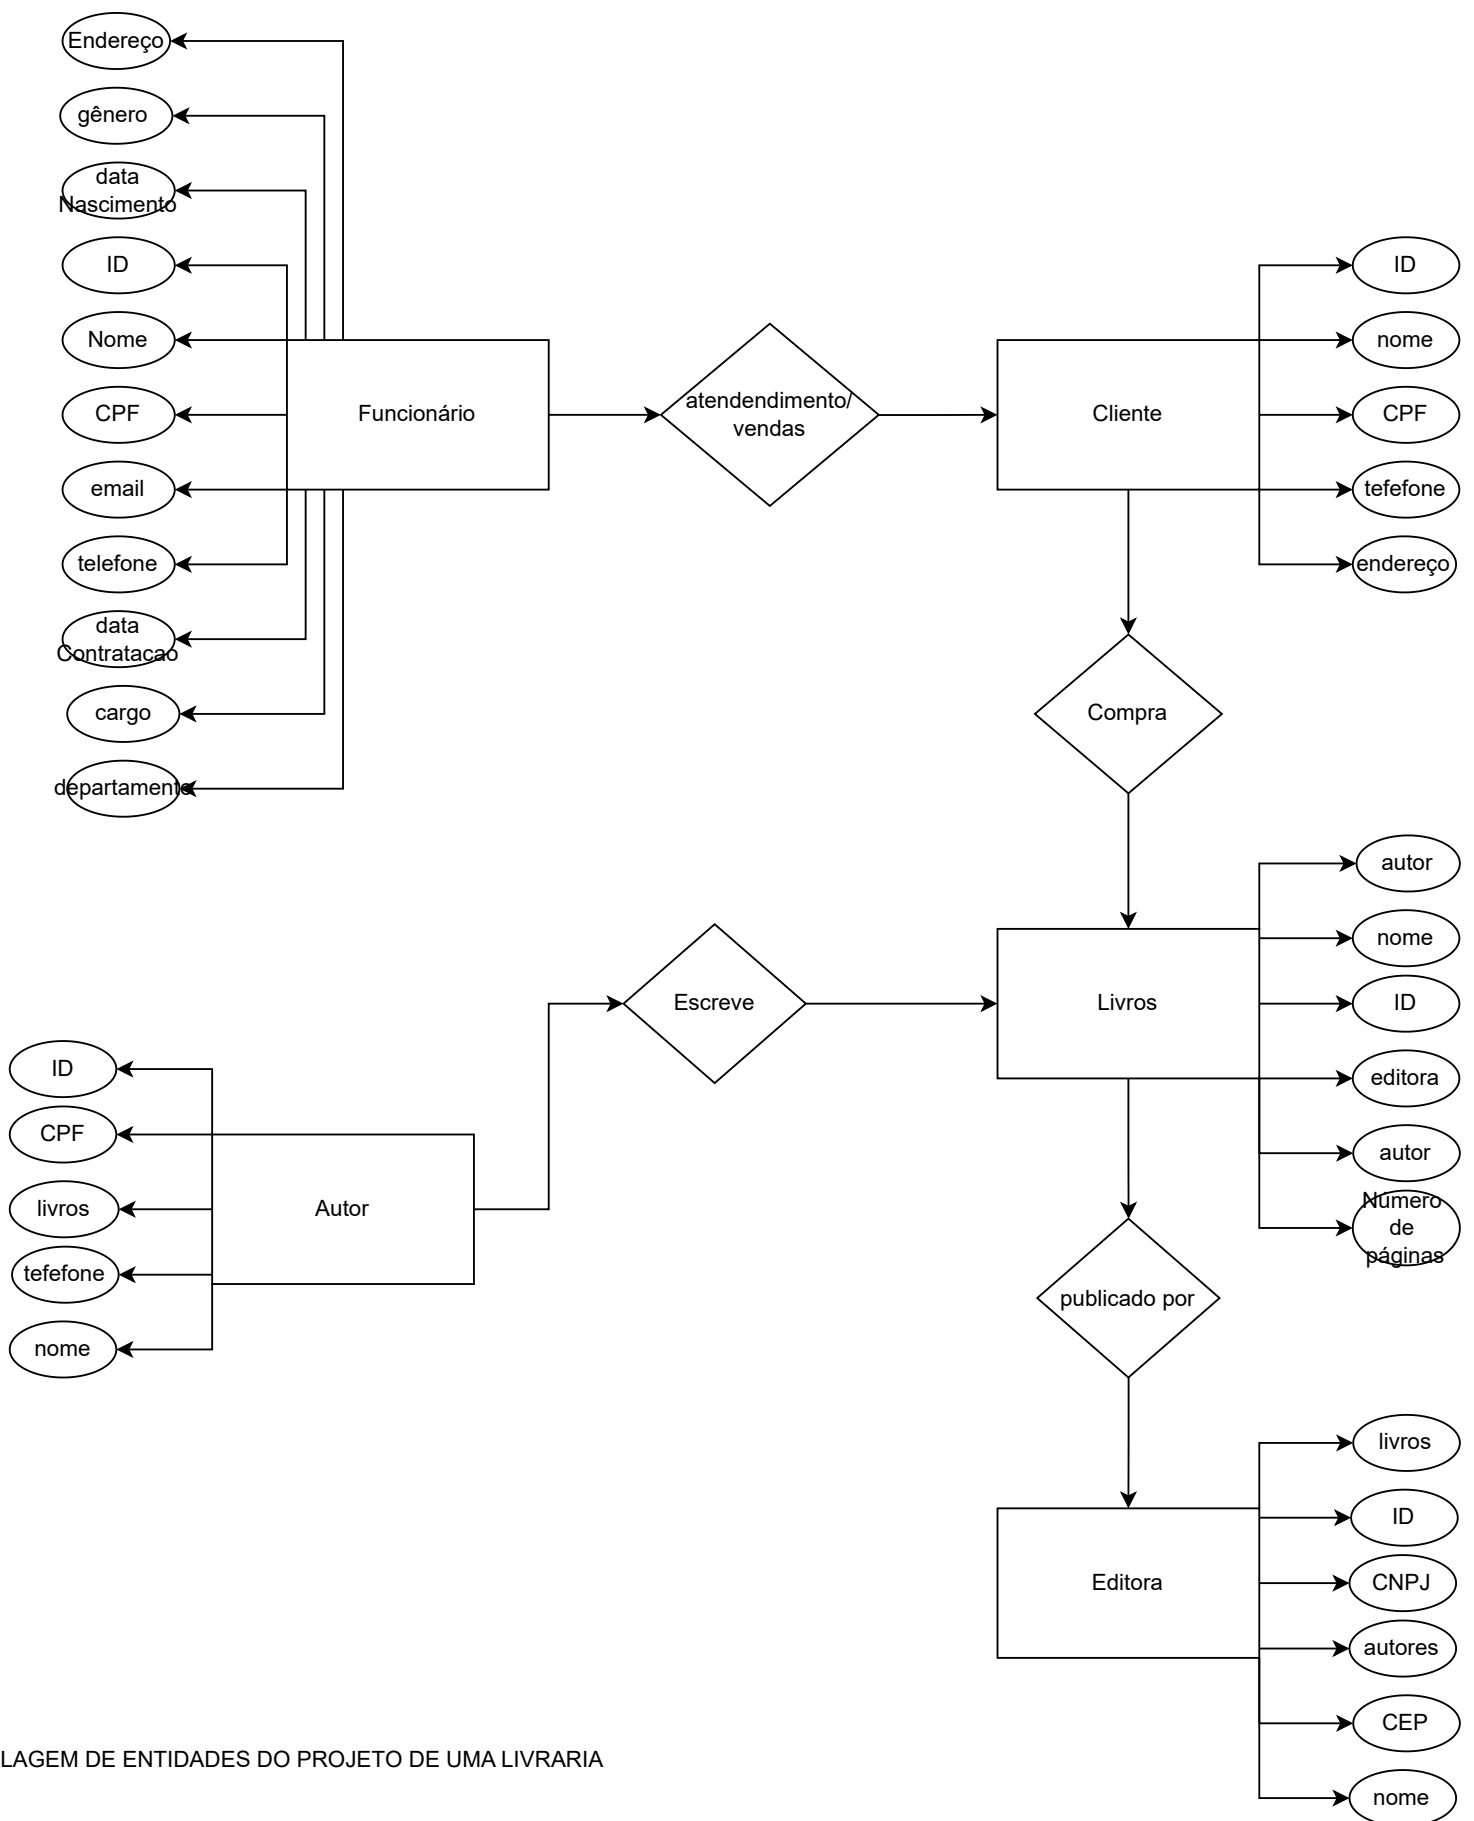 Endereço
gênero
data
Nascimento
ID
Nome
CPF
email
telefone
data
Contratacao
cargo
departamento
Funcionário
atendendimento/
vendas
Cliente
ID
nome
CPF
tefefone
endereço
Compra
autor
nome
ID
editora
autor
Número
de
páginas
Livros
Escreve
ID
CPF
livros
tefefone
nome
Autor
publicado por
livros
ID
CNPJ
autores
CEP
nome
Editora
LAGEM DE ENTIDADES DO PROJETO DE UMA LIVRARIA